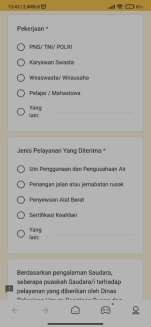 Pekerjaan *
PNS/ TNI/ POLRI
Karyawan Swasta
Wiraswasta/ Wirausaha
Pelajar / Mahasiswa
Yang
lain:
Jenis Pelayanan Yang Diterima *
Izin Penggunaan dan Pengusahaan Air
Penangan jalan atau jembatan rusak
Penyewaan Alat Berat
Sertifikasi Keahlian
Yang
lain:
Berdasarkan pengalaman Saudara,
seberapa puaskah Saudara/i terhadap
pelayanan yang diberikan oleh Dinas